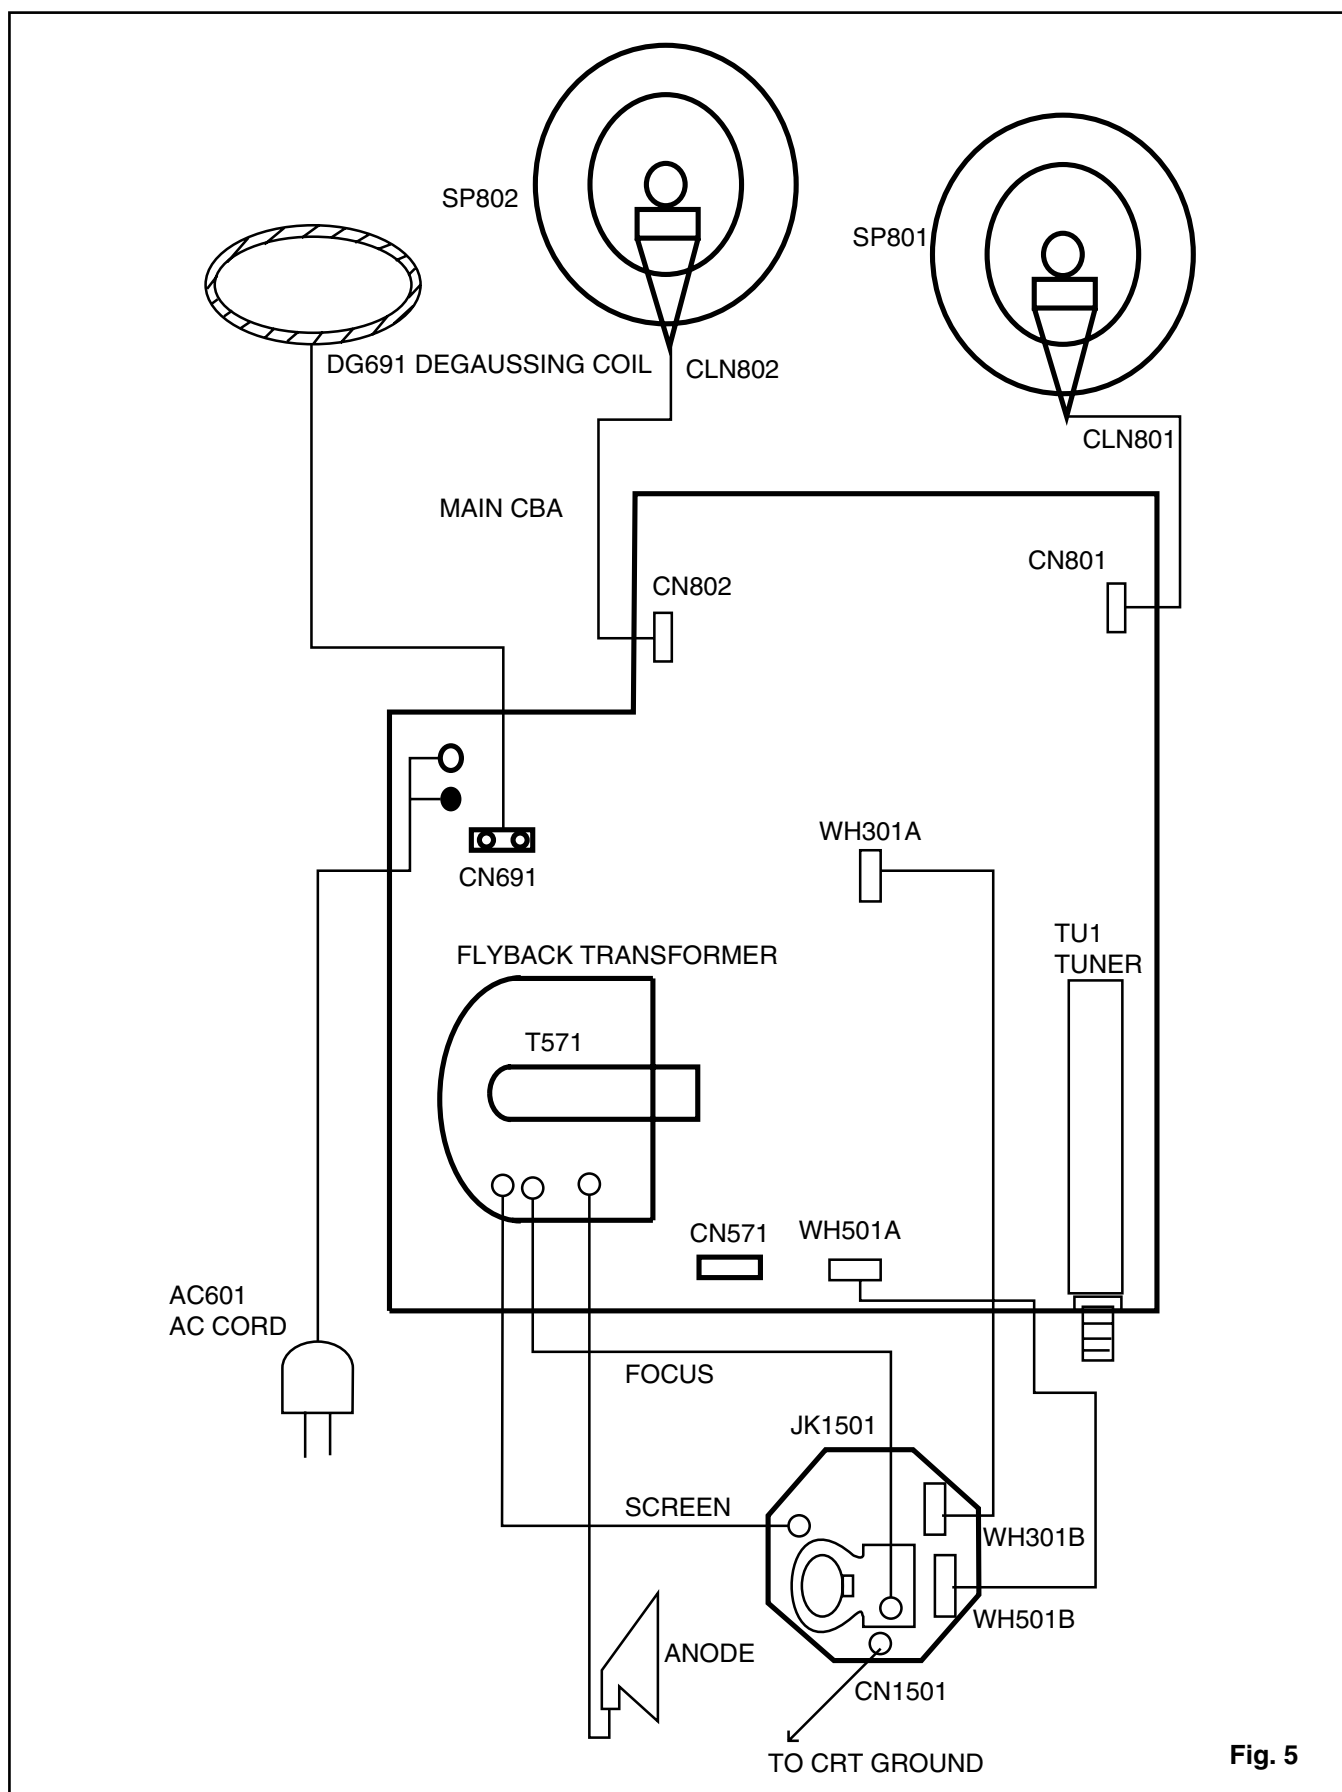 SP802
SP801
DG691 DEGAUSSING COIL
CLN802
CLN801
MAIN CBA
CN801
CN802
WH301A
CN691
TU1
TUNER
FLYBACK TRANSFORMER
T571
CN571
WH501A
AC601
AC CORD
FOCUS
JK1501
SCREEN
WH301B
WH501B
ANODE
CN1501
TO CRT GROUND
Fig. 5